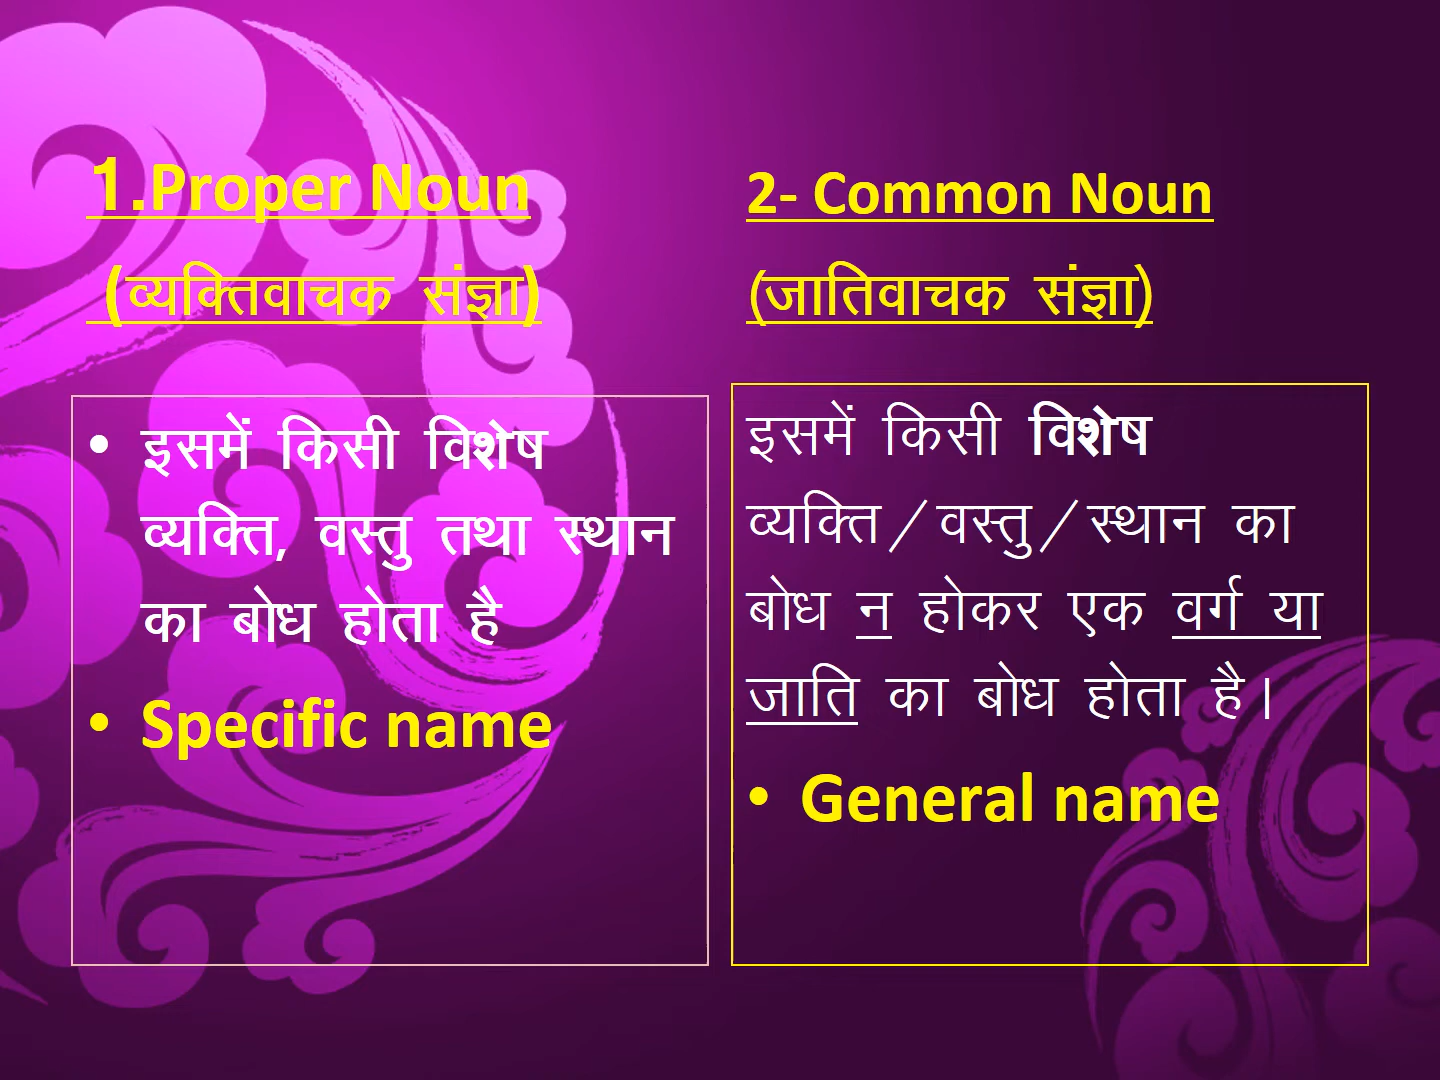 1.Proper Noun
(व्यक्तिवाचक संज्ञा)
• इसमें किसी विशेष
व्यक्ति, वस्तु तथा स्थान
का बोध होता है
• Specific name
2- Common Noun
(जातिवाचक संज्ञा)
इसमें किसी विशेष
व्यक्ति/वस्तु/स्थान का
बोध न होकर एक वर्ग या
जाति का बोध होता है।
• General name